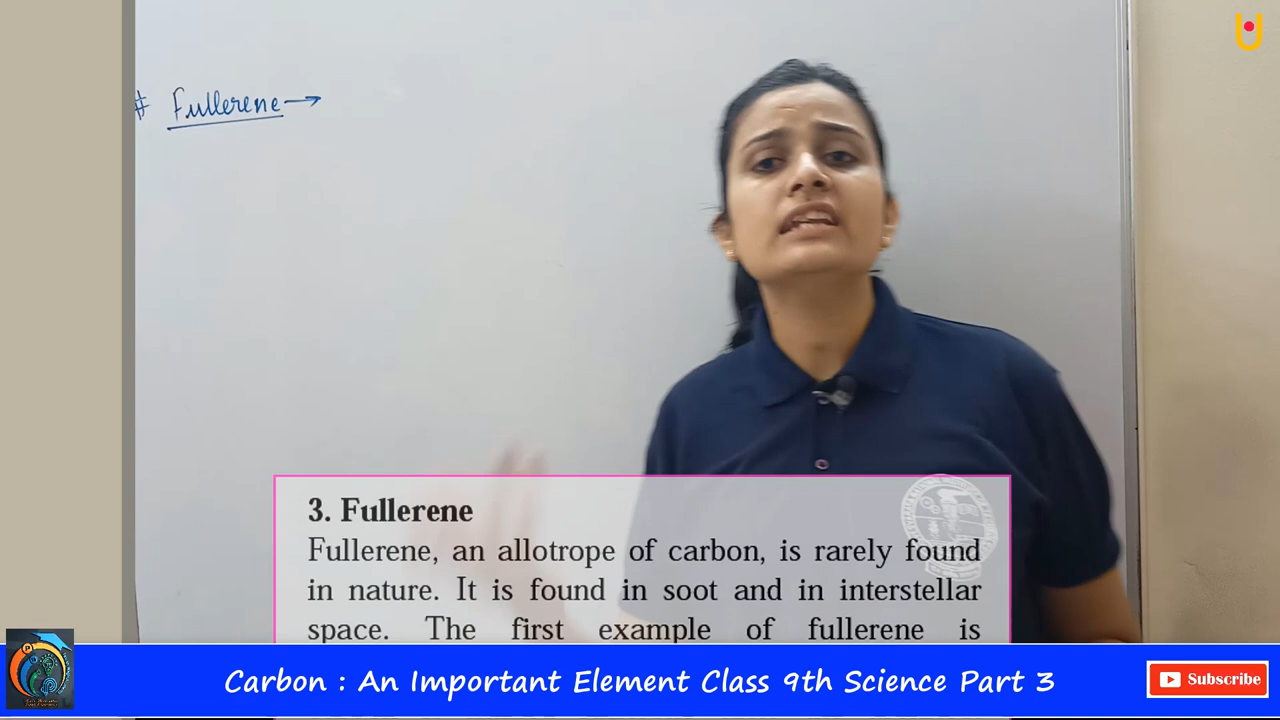 # Fullerene →
3. Fullerene
Fullerene, an allotrope of carbon, is rarely found
in nature. It is found in soot and in interstellar
space. The first example of fullerene is
Carbon : An Important Element Class 9th Science Part 3
Subscribe